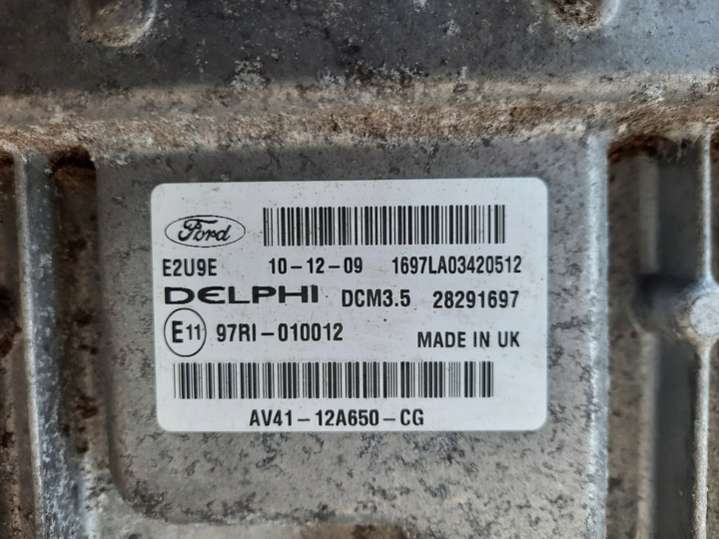 Ford
E2U9E 10-12-09 1697LA03420512
DELPHI DCM3.5 28291697
E11 97RI-010012 MADE IN UK
AV41-12A650-CG